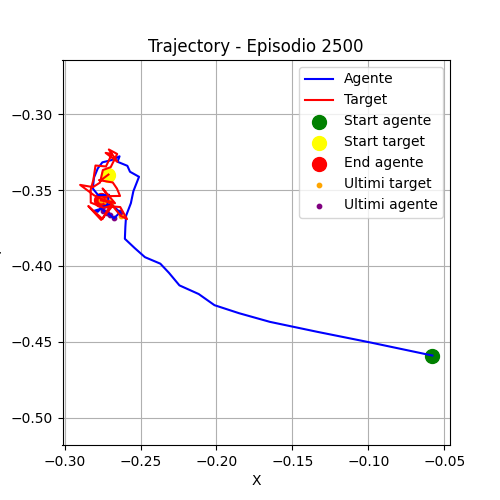 Trajectory - Episodio 2500
Agente
Target
Start agente
Start target
End agente
Ultimi target
Ultimi agente
−0.30
−0.35
−0.40
−0.45
−0.50
−0.30
−0.25
−0.20
−0.15
−0.10
−0.05
X